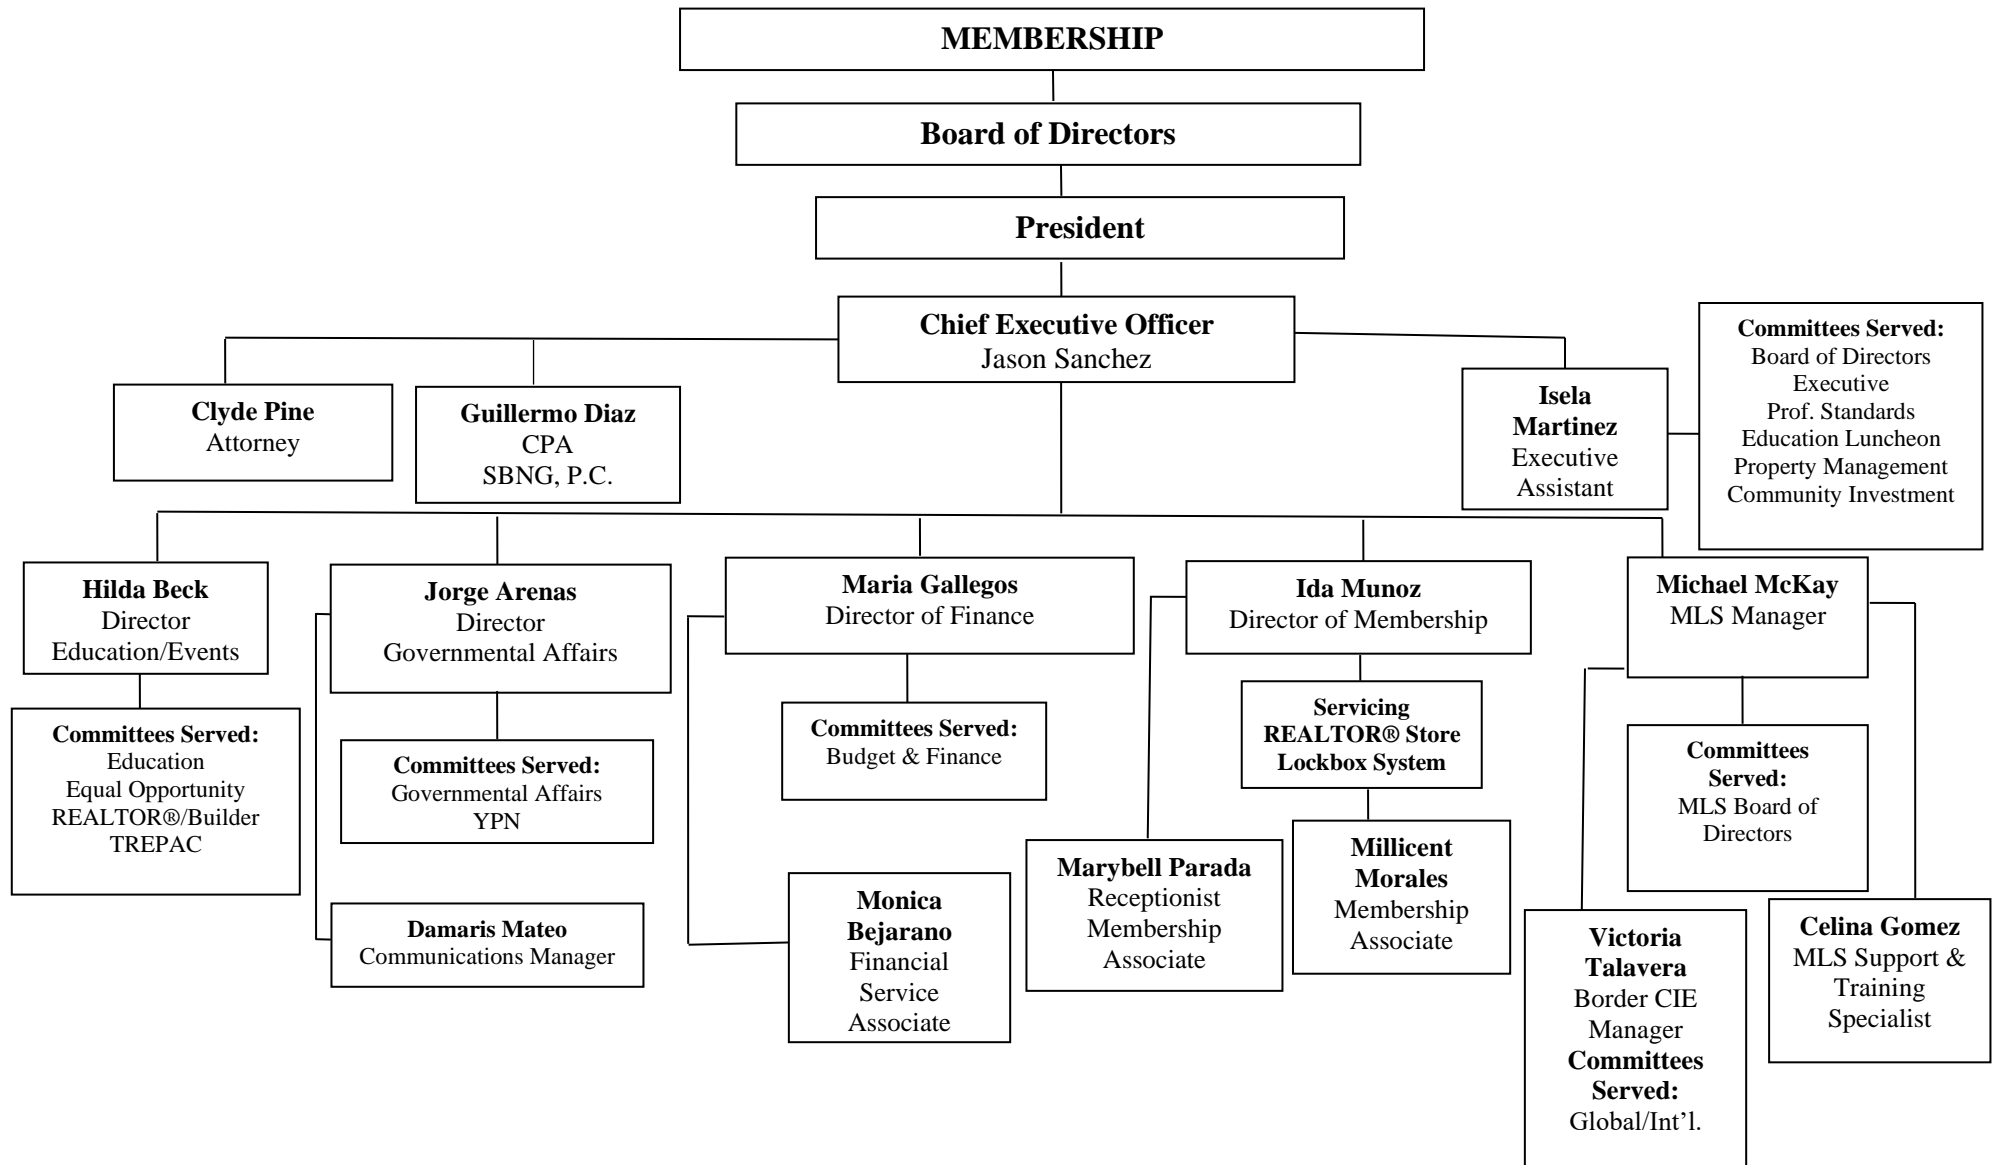 MEMBERSHIP
Board of Directors
President
Chief Executive Officer
Jason Sanchez
Clyde Pine
Attorney
Guillermo Diaz
CPA
SBNG, P.C.
Isela
Martinez
Executive
Assistant
Committees Served:
Board of Directors
Executive
Prof. Standards
Education Luncheon
Property Management
Community Investment
Hilda Beck
Director
Education/Events
Committees Served:
Education
Equal Opportunity
REALTOR®/Builder
TREPAC
Jorge Arenas
Director
Governmental Affairs
Committees Served:
Governmental Affairs
YPN
Damaris Mateo
Communications Manager
Maria Gallegos
Director of Finance
Committees Served:
Budget & Finance
Monica
Bejarano
Financial
Service
Associate
Ida Munoz
Director of Membership
Servicing
REALTOR® Store
Lockbox System
Marybell Parada
Receptionist
Membership
Associate
Millicent
Morales
Membership
Associate
Michael McKay
MLS Manager
Committees
Served:
MLS Board of
Directors
Victoria
Talavera
Border CIE
Manager
Committees
Served:
Global/Int’l.
Celina Gomez
MLS Support &
Training
Specialist